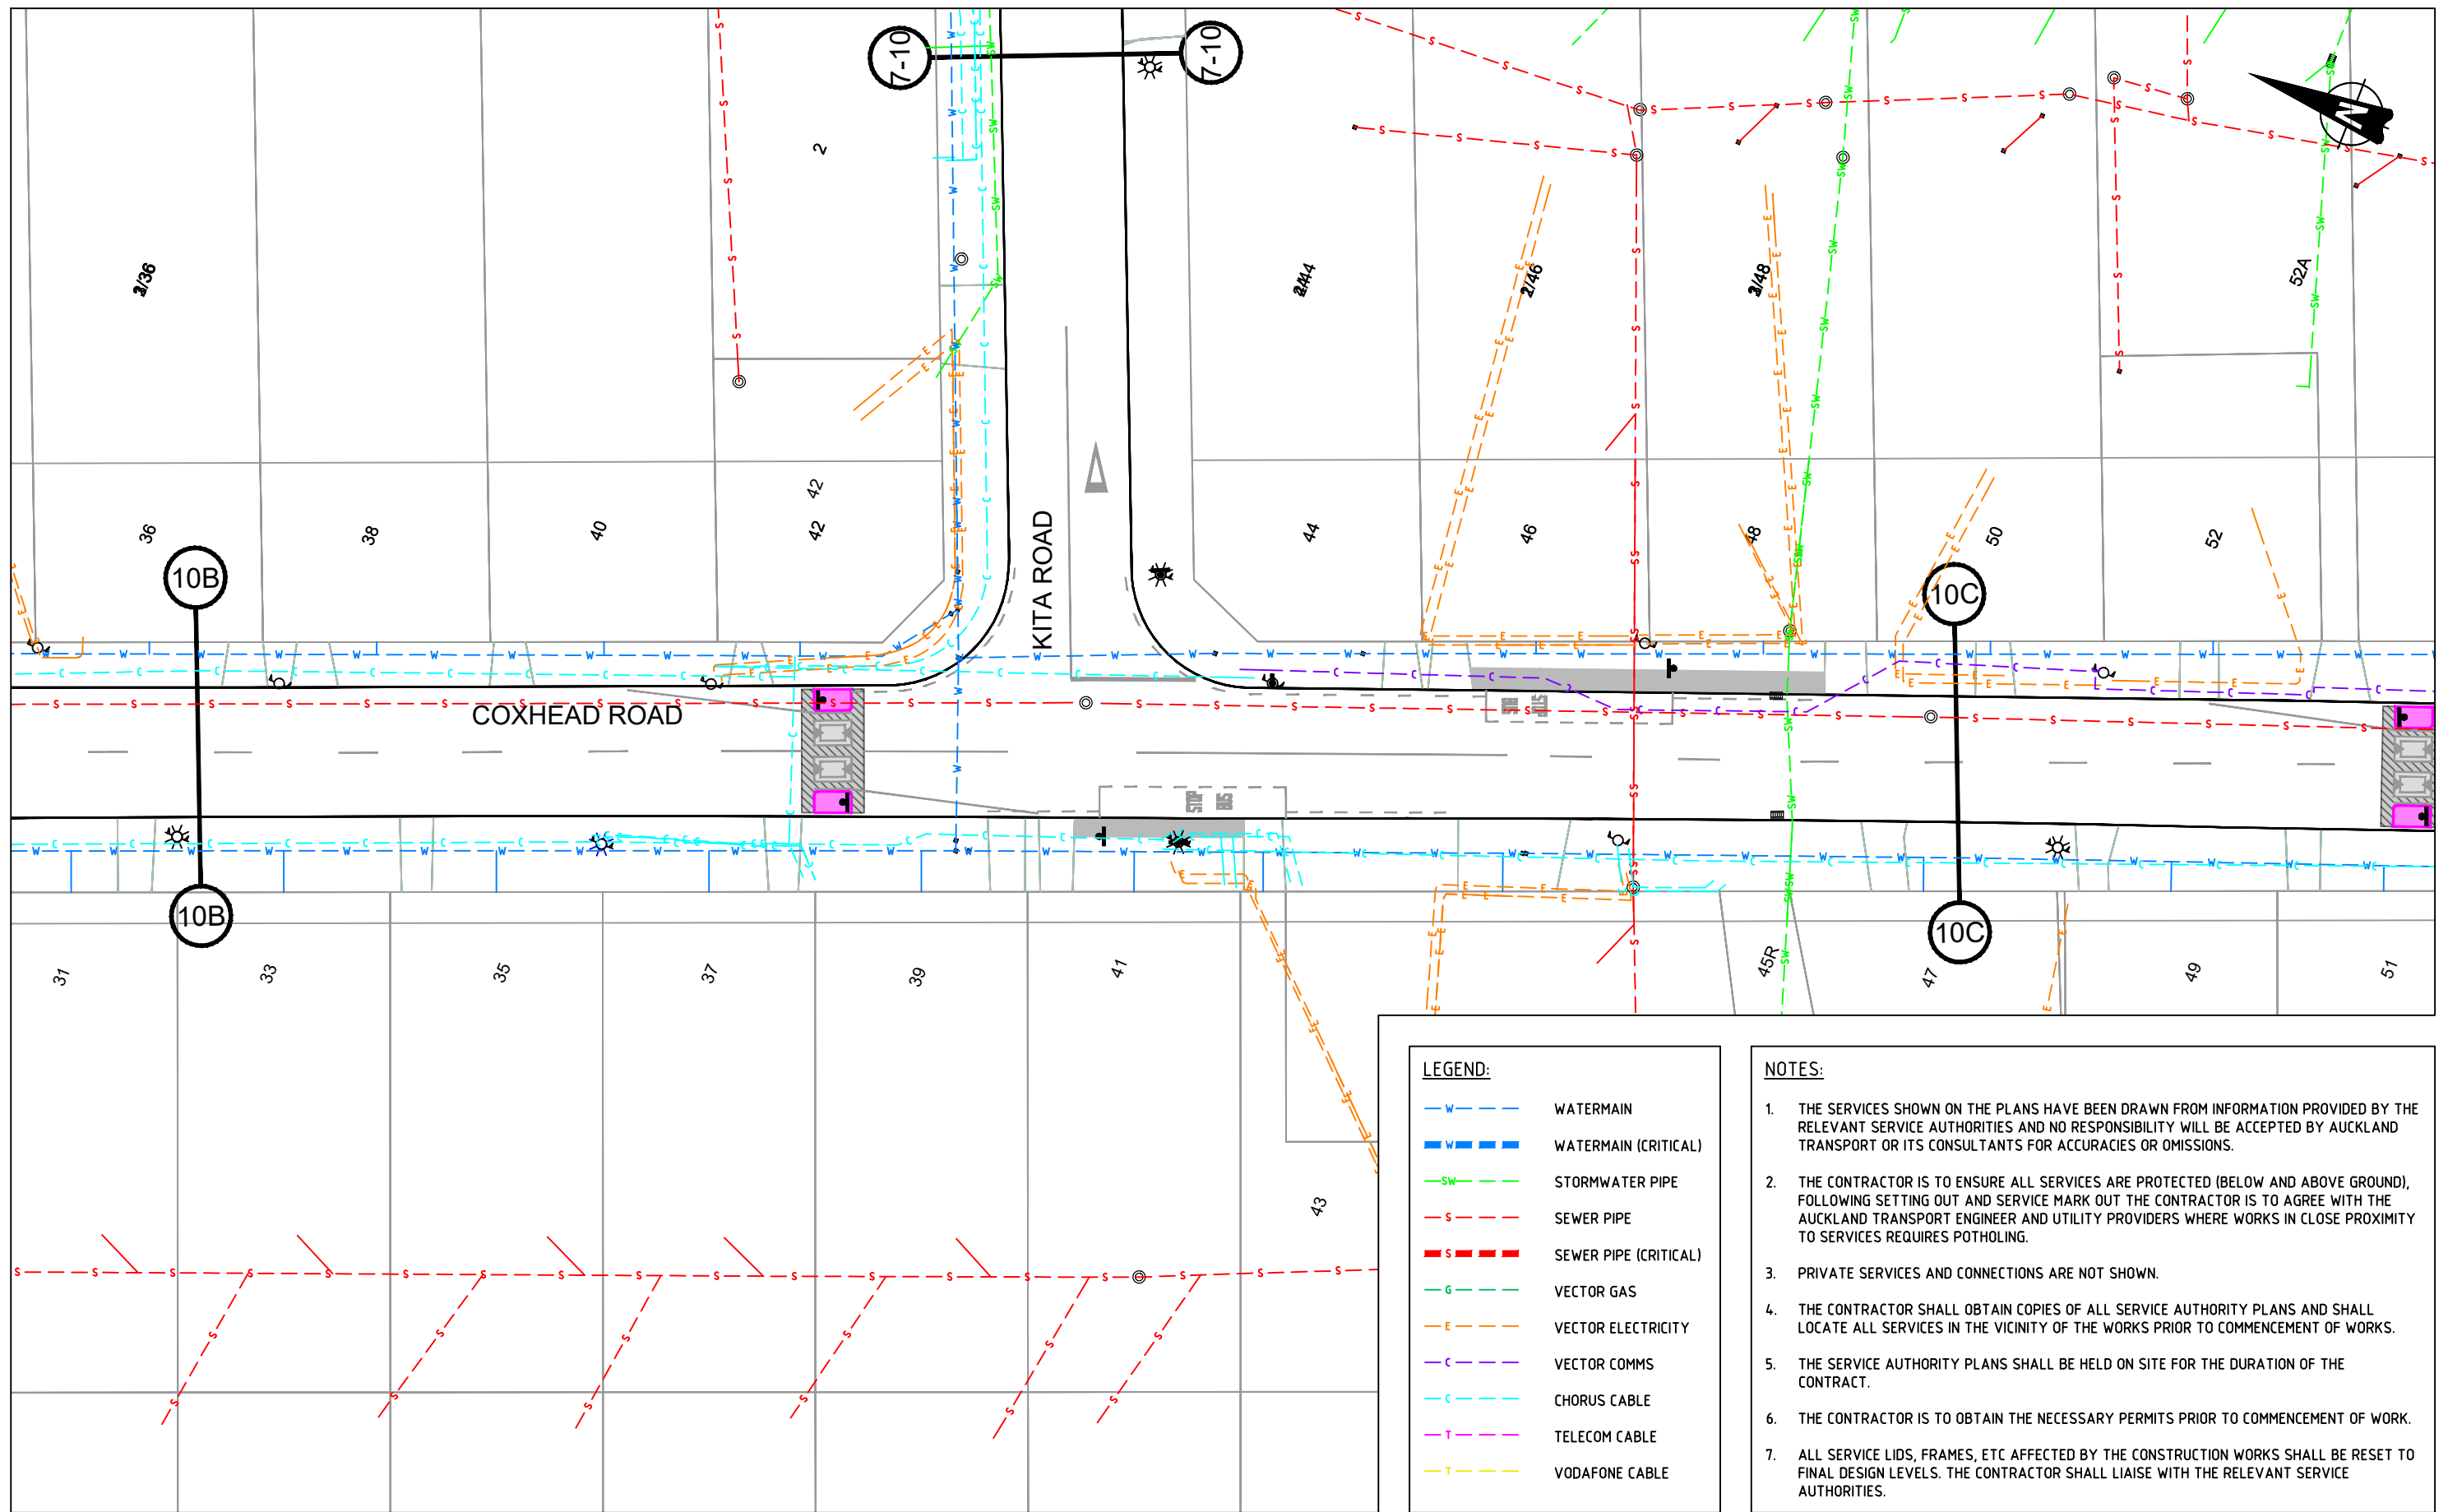 7-10
7-10
2
52A
36
38
40
42
42
KITA ROAD
44
46
48
50
52
10B
10C
COXHEAD ROAD
STOP
BUS
10B
10C
31
33
35
37
39
41
45R
47
49
51
43
LEGEND:
W WATERMAIN
W WATERMAIN (CRITICAL)
SW STORMWATER PIPE
S SEWER PIPE
S SEWER PIPE (CRITICAL)
G VECTOR GAS
E VECTOR ELECTRICITY
C VECTOR COMMS
C CHORUS CABLE
T TELECOM CABLE
T VODAFONE CABLE
NOTES:
1. THE SERVICES SHOWN ON THE PLANS HAVE BEEN DRAWN FROM INFORMATION PROVIDED BY THE
RELEVANT SERVICE AUTHORITIES AND NO RESPONSIBILITY WILL BE ACCEPTED BY AUCKLAND
TRANSPORT OR ITS CONSULTANTS FOR ACCURACIES OR OMISSIONS.
2. THE CONTRACTOR IS TO ENSURE ALL SERVICES ARE PROTECTED (BELOW AND ABOVE GROUND),
FOLLOWING SETTING OUT AND SERVICE MARK OUT THE CONTRACTOR IS TO AGREE WITH THE
AUCKLAND TRANSPORT ENGINEER AND UTILITY PROVIDERS WHERE WORKS IN CLOSE PROXIMITY
TO SERVICES REQUIRES POTHOLING.
3. PRIVATE SERVICES AND CONNECTIONS ARE NOT SHOWN.
4. THE CONTRACTOR SHALL OBTAIN COPIES OF ALL SERVICE AUTHORITY PLANS AND SHALL
LOCATE ALL SERVICES IN THE VICINITY OF THE WORKS PRIOR TO COMMENCEMENT OF WORKS.
5. THE SERVICE AUTHORITY PLANS SHALL BE HELD ON SITE FOR THE DURATION OF THE
CONTRACT.
6. THE CONTRACTOR IS TO OBTAIN THE NECESSARY PERMITS PRIOR TO COMMENCEMENT OF WORK.
7. ALL SERVICE LIDS, FRAMES, ETC AFFECTED BY THE CONSTRUCTION WORKS SHALL BE RESET TO
FINAL DESIGN LEVELS. THE CONTRACTOR SHALL LIAISE WITH THE RELEVANT SERVICE
AUTHORITIES.